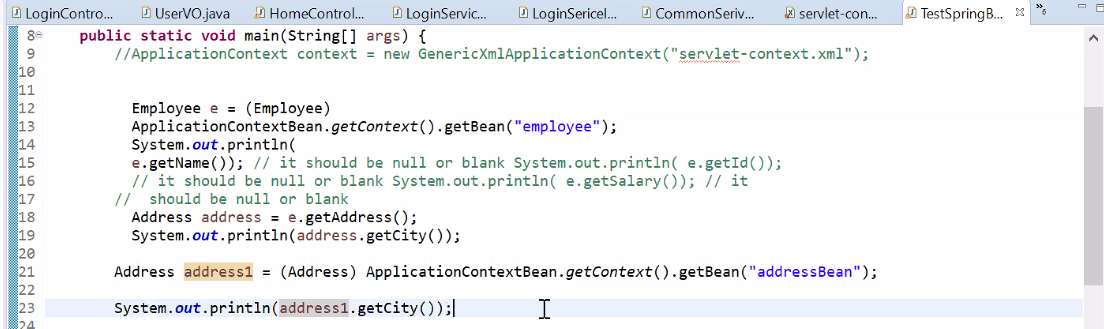 LoginContro... UserVO.java HomeControl... LoginServic... LoginSericel... CommonSeriv... servlet-con... TestSpringB... »6
8 public static void main(String[] args) {
9 //ApplicationContext context = new GenericXmlApplicationContext("servlet-context.xml");
10
11
12 Employee e = (Employee)
13 ApplicationContextBean.getContext().getBean("employee");
14 System.out.println(
15 e.getName()); // it should be null or blank System.out.println( e.getId());
16 // it should be null or blank System.out.println( e.getSalary()); // it
17 // should be null or blank
18 Address address = e.getAddress();
19 System.out.println(address.getCity());
20
21 Address address1 = (Address) ApplicationContextBean.getContext().getBean("addressBean");
22
23 System.out.println(address1.getCity());
24